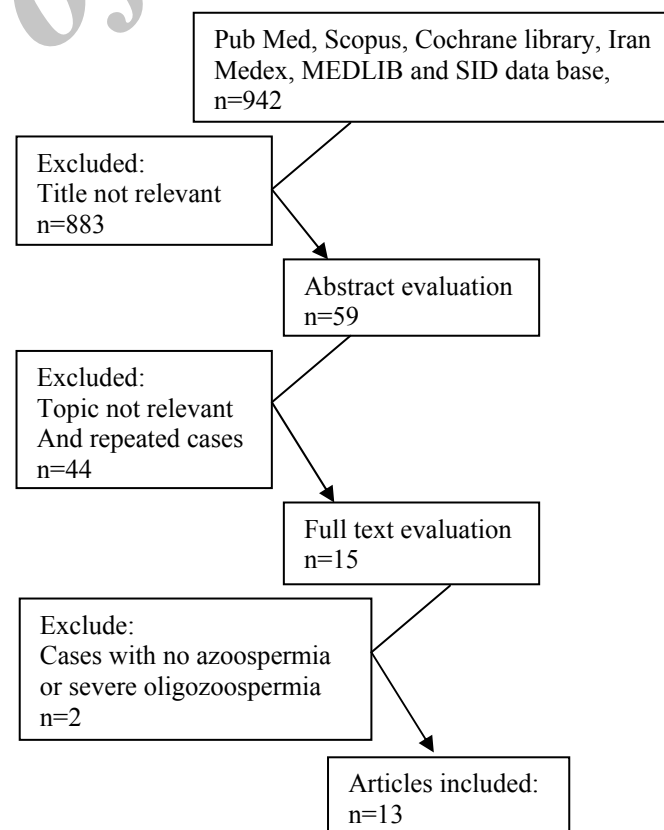 Pub Med, Scopus, Cochrane library, Iran
Medex, MEDLIB and SID data base,
n=942
Excluded:
Title not relevant
n=883
Abstract evaluation
n=59
Excluded:
Topic not relevant
And repeated cases
n=44
Full text evaluation
n=15
Exclude:
Cases with no azoospermia
or severe oligozoospermia
n=2
Articles included:
n=13